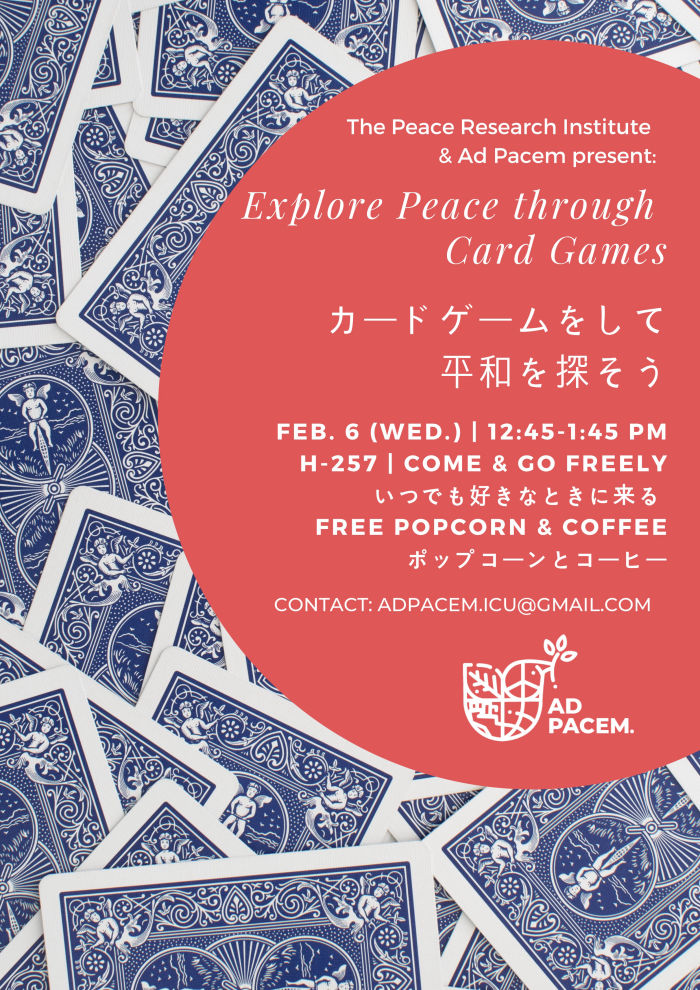 The Peace Research Institute
& Ad Pacem present:
Explore Peace through
Card Games
カードゲームをして
平和を探そう
FEB. 6 (WED.) | 12:45-1:45 PM
H-257 | COME & GO FREELY
いつでも好きなときに来る
FREE POPCORN & COFFEE
ポップコーンとコーヒー
CONTACT: ADPACEM.ICU@GMAIL.COM
AD
PACEM.